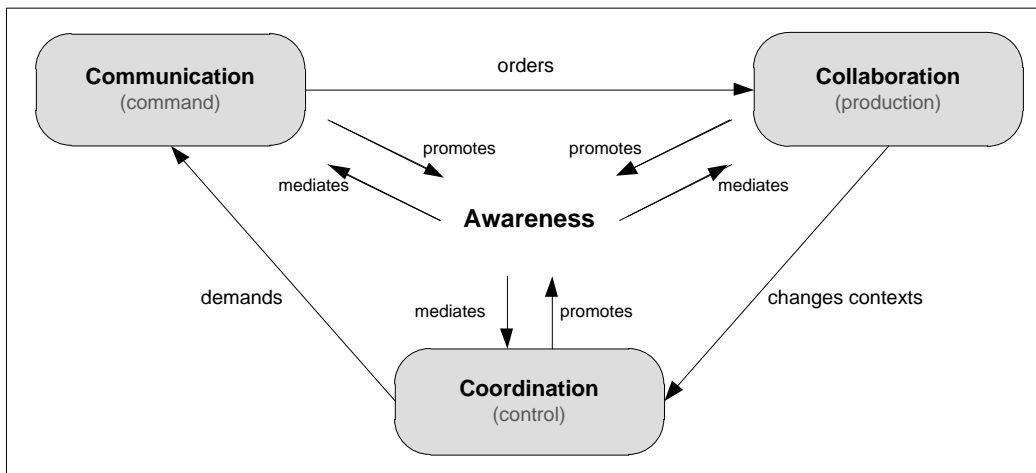 Communication
(command)
orders
Collaboration
(production)
promotes
promotes
mediates
mediates
Awareness
demands
mediates
promotes
changes contexts
Coordination
(control)